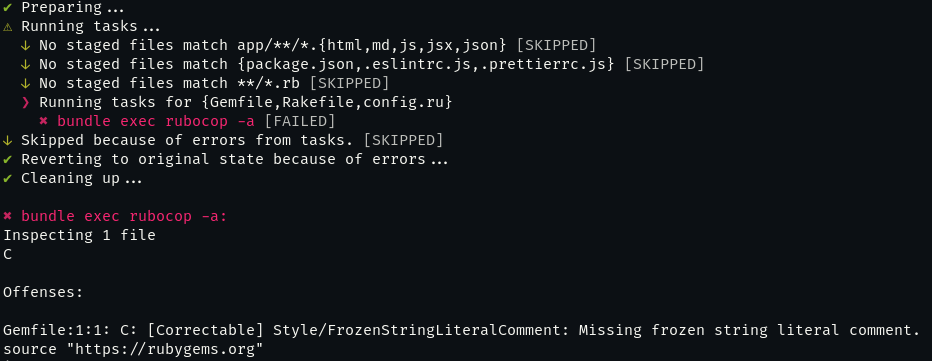 ✔ Preparing...
⚠ Running tasks...
↓ No staged files match app/**/*.{html,md,js,jsx,json} [SKIPPED]
↓ No staged files match {package.json,.eslintrc.js,.prettierrc.js} [SKIPPED]
↓ No staged files match **/*.rb [SKIPPED]
❯ Running tasks for {Gemfile,Rakefile,config.ru}
✖ bundle exec rubocop -a [FAILED]
↓ Skipped because of errors from tasks. [SKIPPED]
✔ Reverting to original state because of errors...
✔ Cleaning up...
✖ bundle exec rubocop -a:
Inspecting 1 file
C
Offenses:
Gemfile:1:1: C: [Correctable] Style/FrozenStringLiteralComment: Missing frozen string literal comment.
source "https://rubygems.org"